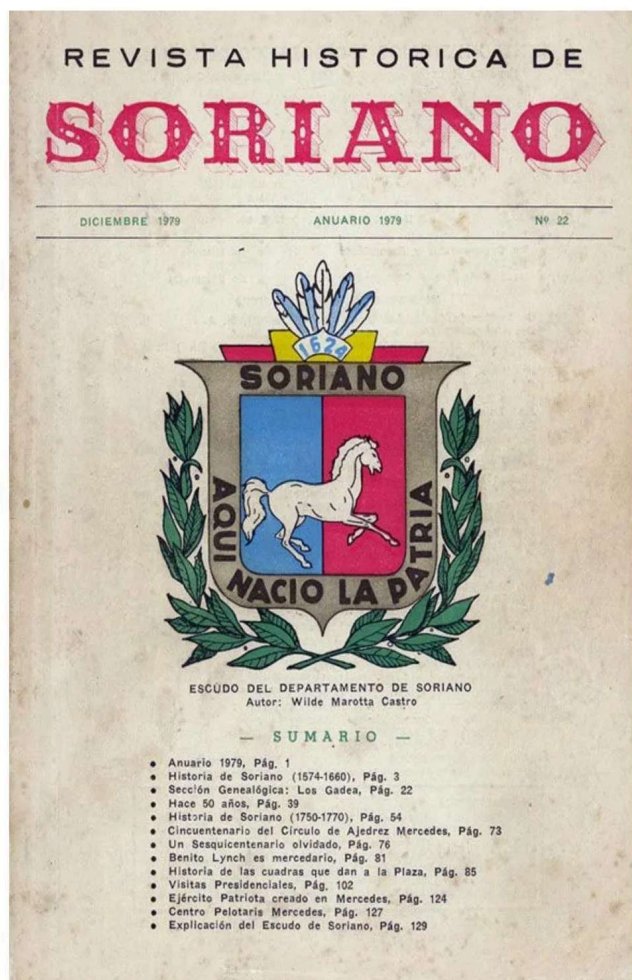 REVISTA HISTORICA DE
SORIANO
DICIEMBRE 1979 ANUARIO 1979 Nº 22
1624
SORIANO
AQUI NACIO LA PATRIA
ESCUDO DEL DEPARTAMENTO DE SORIANO
Autor: Wilde Marotta Castro
— SUMARIO —
• Anuario 1979, Pág. 1
• Historia de Soriano (1574-1660), Pág. 3
• Sección Genealógica: Los Gadea, Pág. 22
• Hace 50 años, Pág. 39
• Historia de Soriano (1750-1770), Pág. 54
• Cincuentenario del Círculo de Ajedrez Mercedes, Pág. 73
• Un Sesquicentenario olvidado, Pág. 76
• Benito Lynch es mercedario, Pág. 81
• Historia de las cuadras que dan a la Plaza, Pág. 85
• Visitas Presidenciales, Pág. 102
• Ejército Patriota creado en Mercedes, Pág. 124
• Centro Pelotaris Mercedes, Pág. 127
• Explicación del Escudo de Soriano, Pág. 129